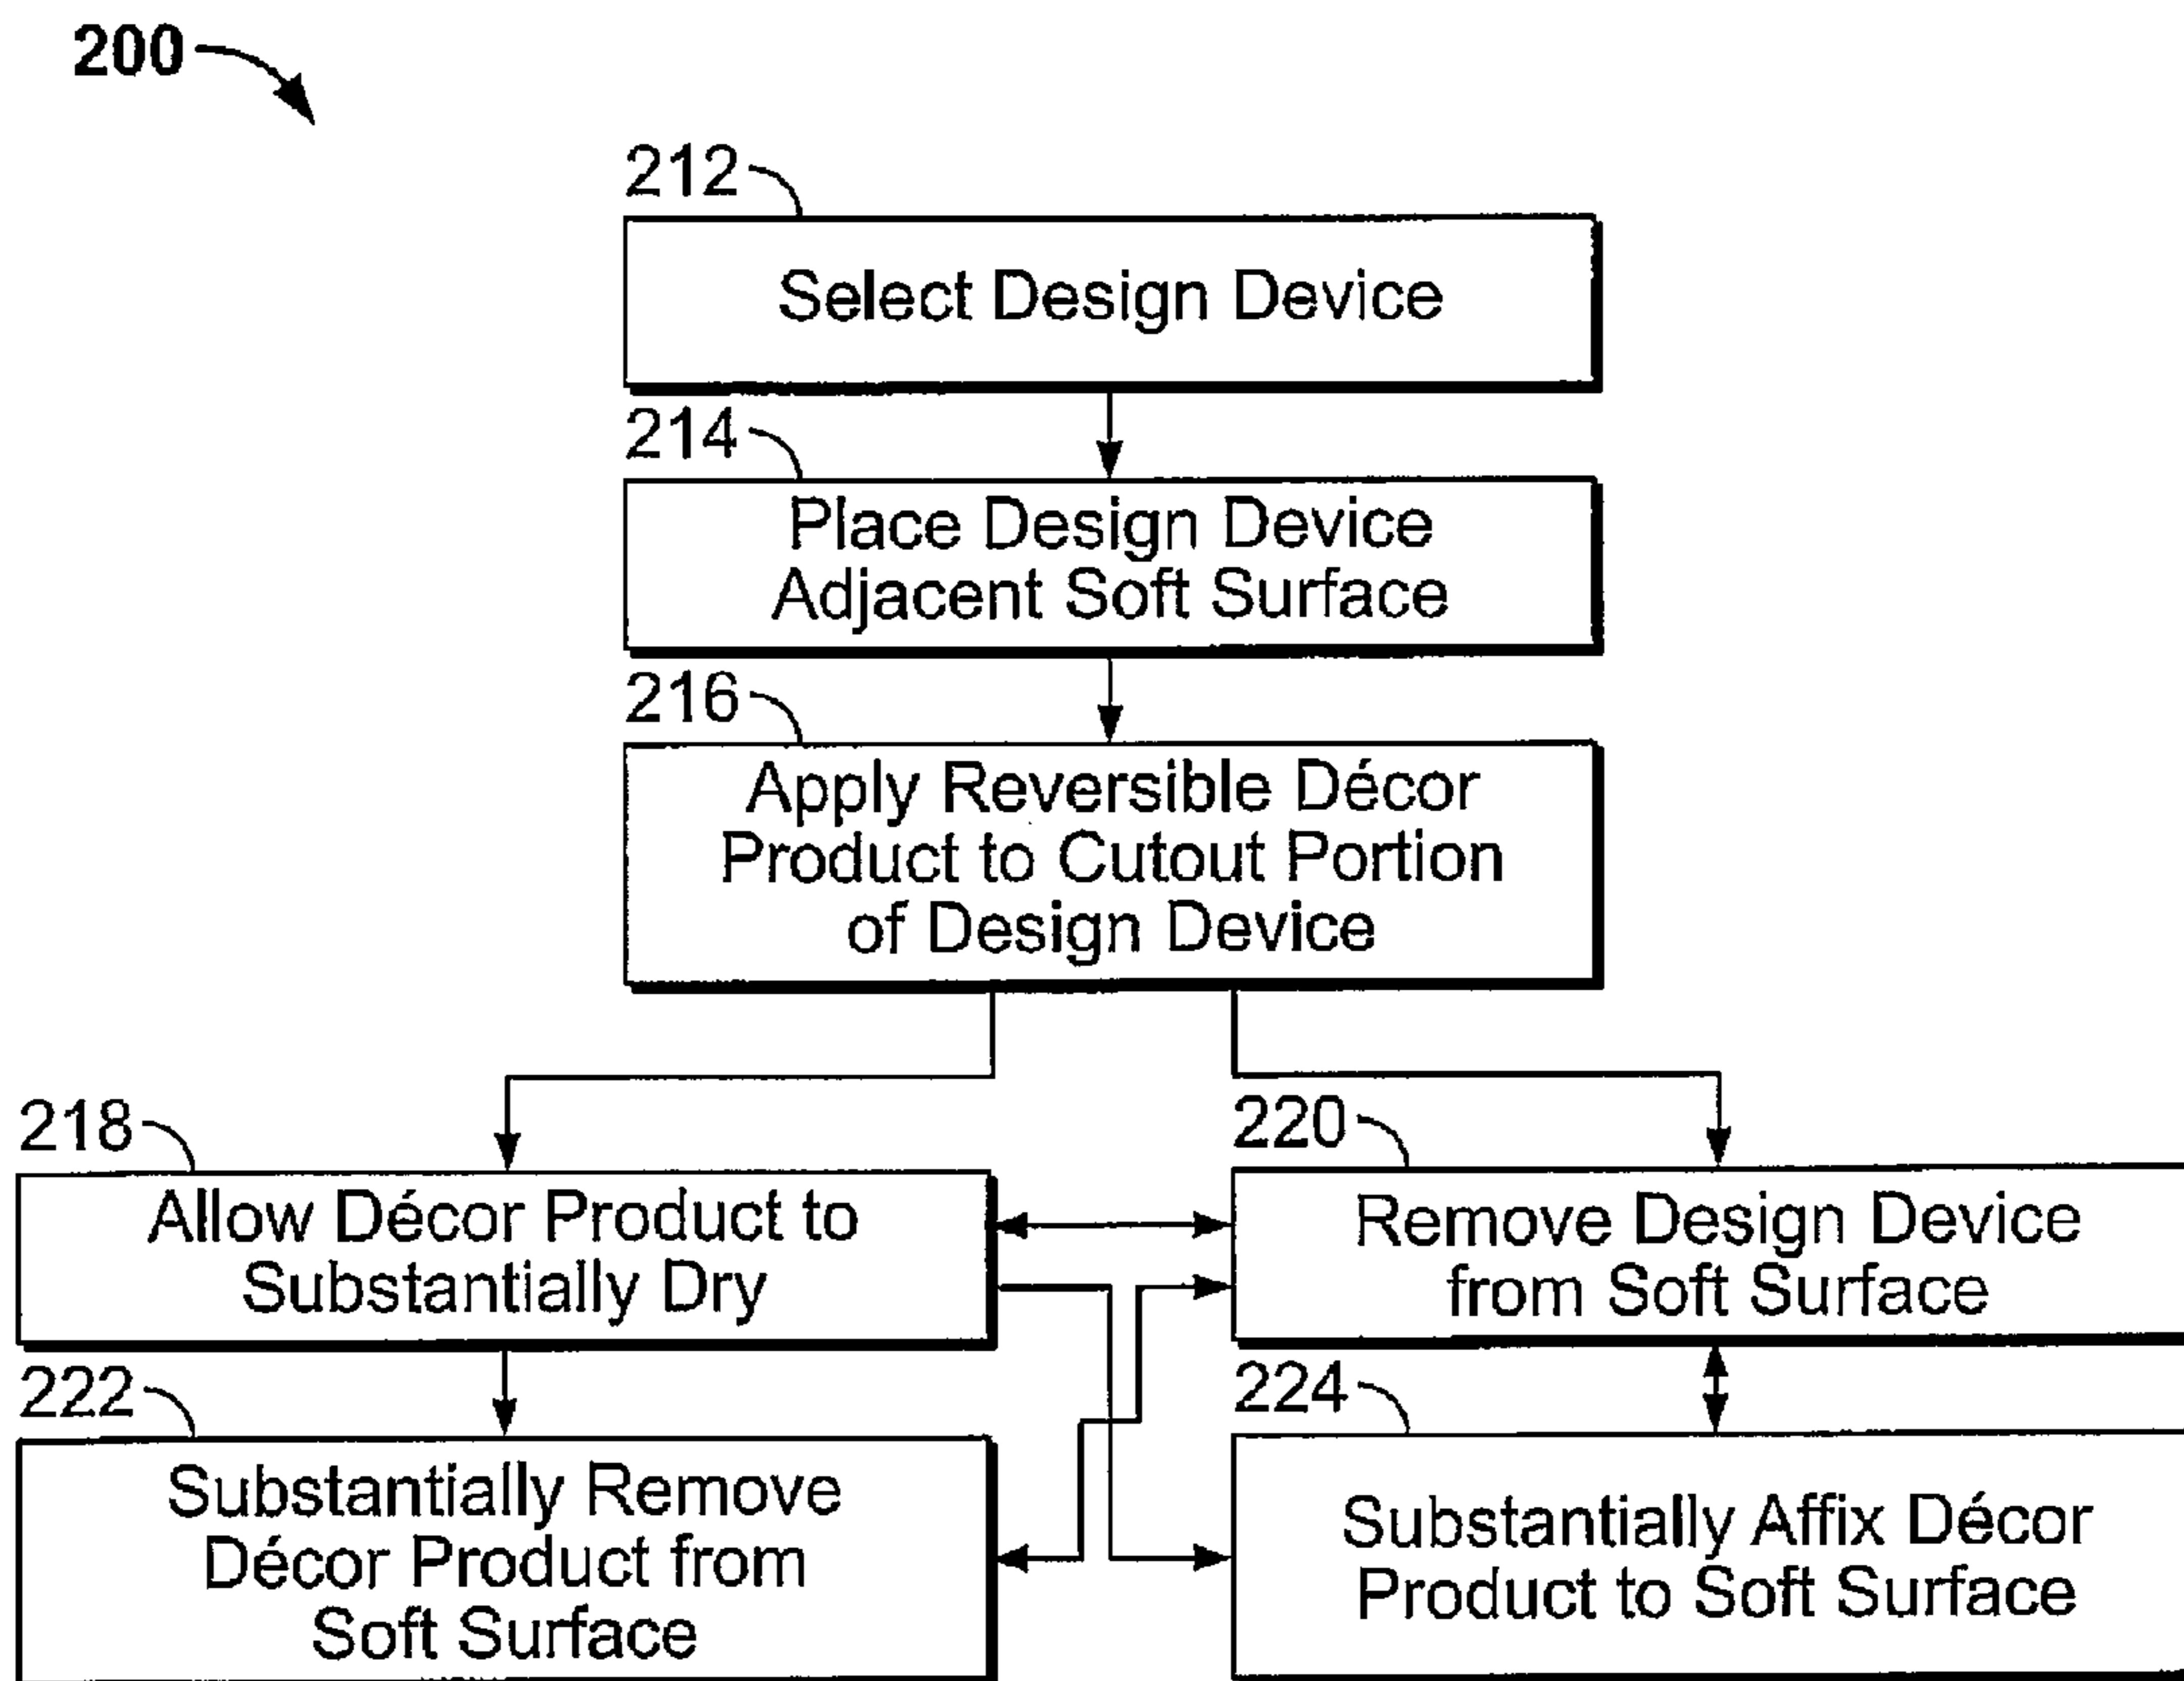 200
212
Select Design Device
214
Place Design Device
Adjacent Soft Surface
216
Apply Reversible Décor
Product to Cutout Portion
of Design Device
218
Allow Décor Product to
Substantially Dry
220
Remove Design Device
from Soft Surface
222
Substantially Remove
Décor Product from
Soft Surface
224
Substantially Affix Décor
Product to Soft Surface